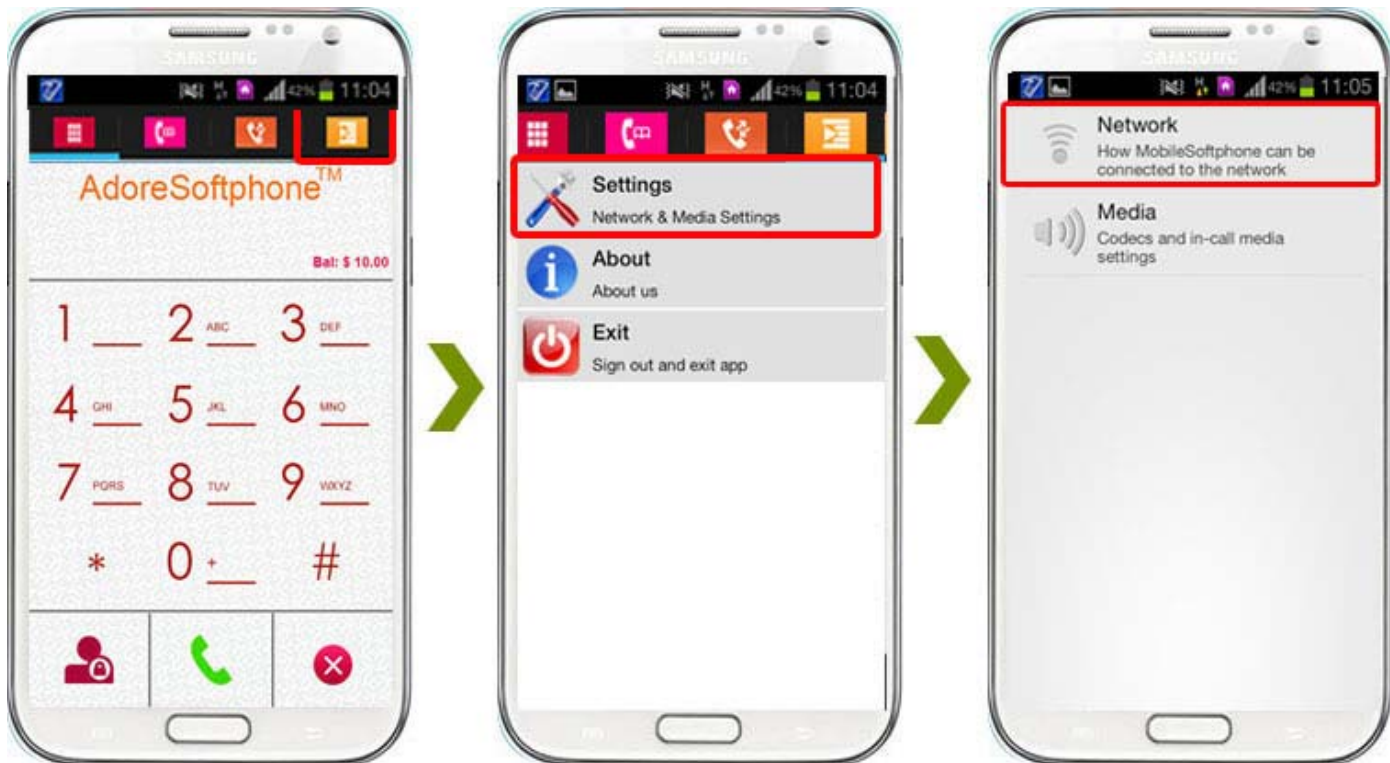 SAMSUNG
42% 11:04
AdoreSoftphone™
Bal: $ 10.00
1 2 ABC 3 DEF
4 GHI 5 JKL 6 MNO
7 PQRS 8 TUV 9 WXYZ
* 0 + #
SAMSUNG
42% 11:04
Settings
Network & Media Settings
About
About us
Exit
Sign out and exit app
SAMSUNG
42% 11:05
Network
How MobileSoftphone can be
connected to the network
Media
Codecs and in-call media
settings